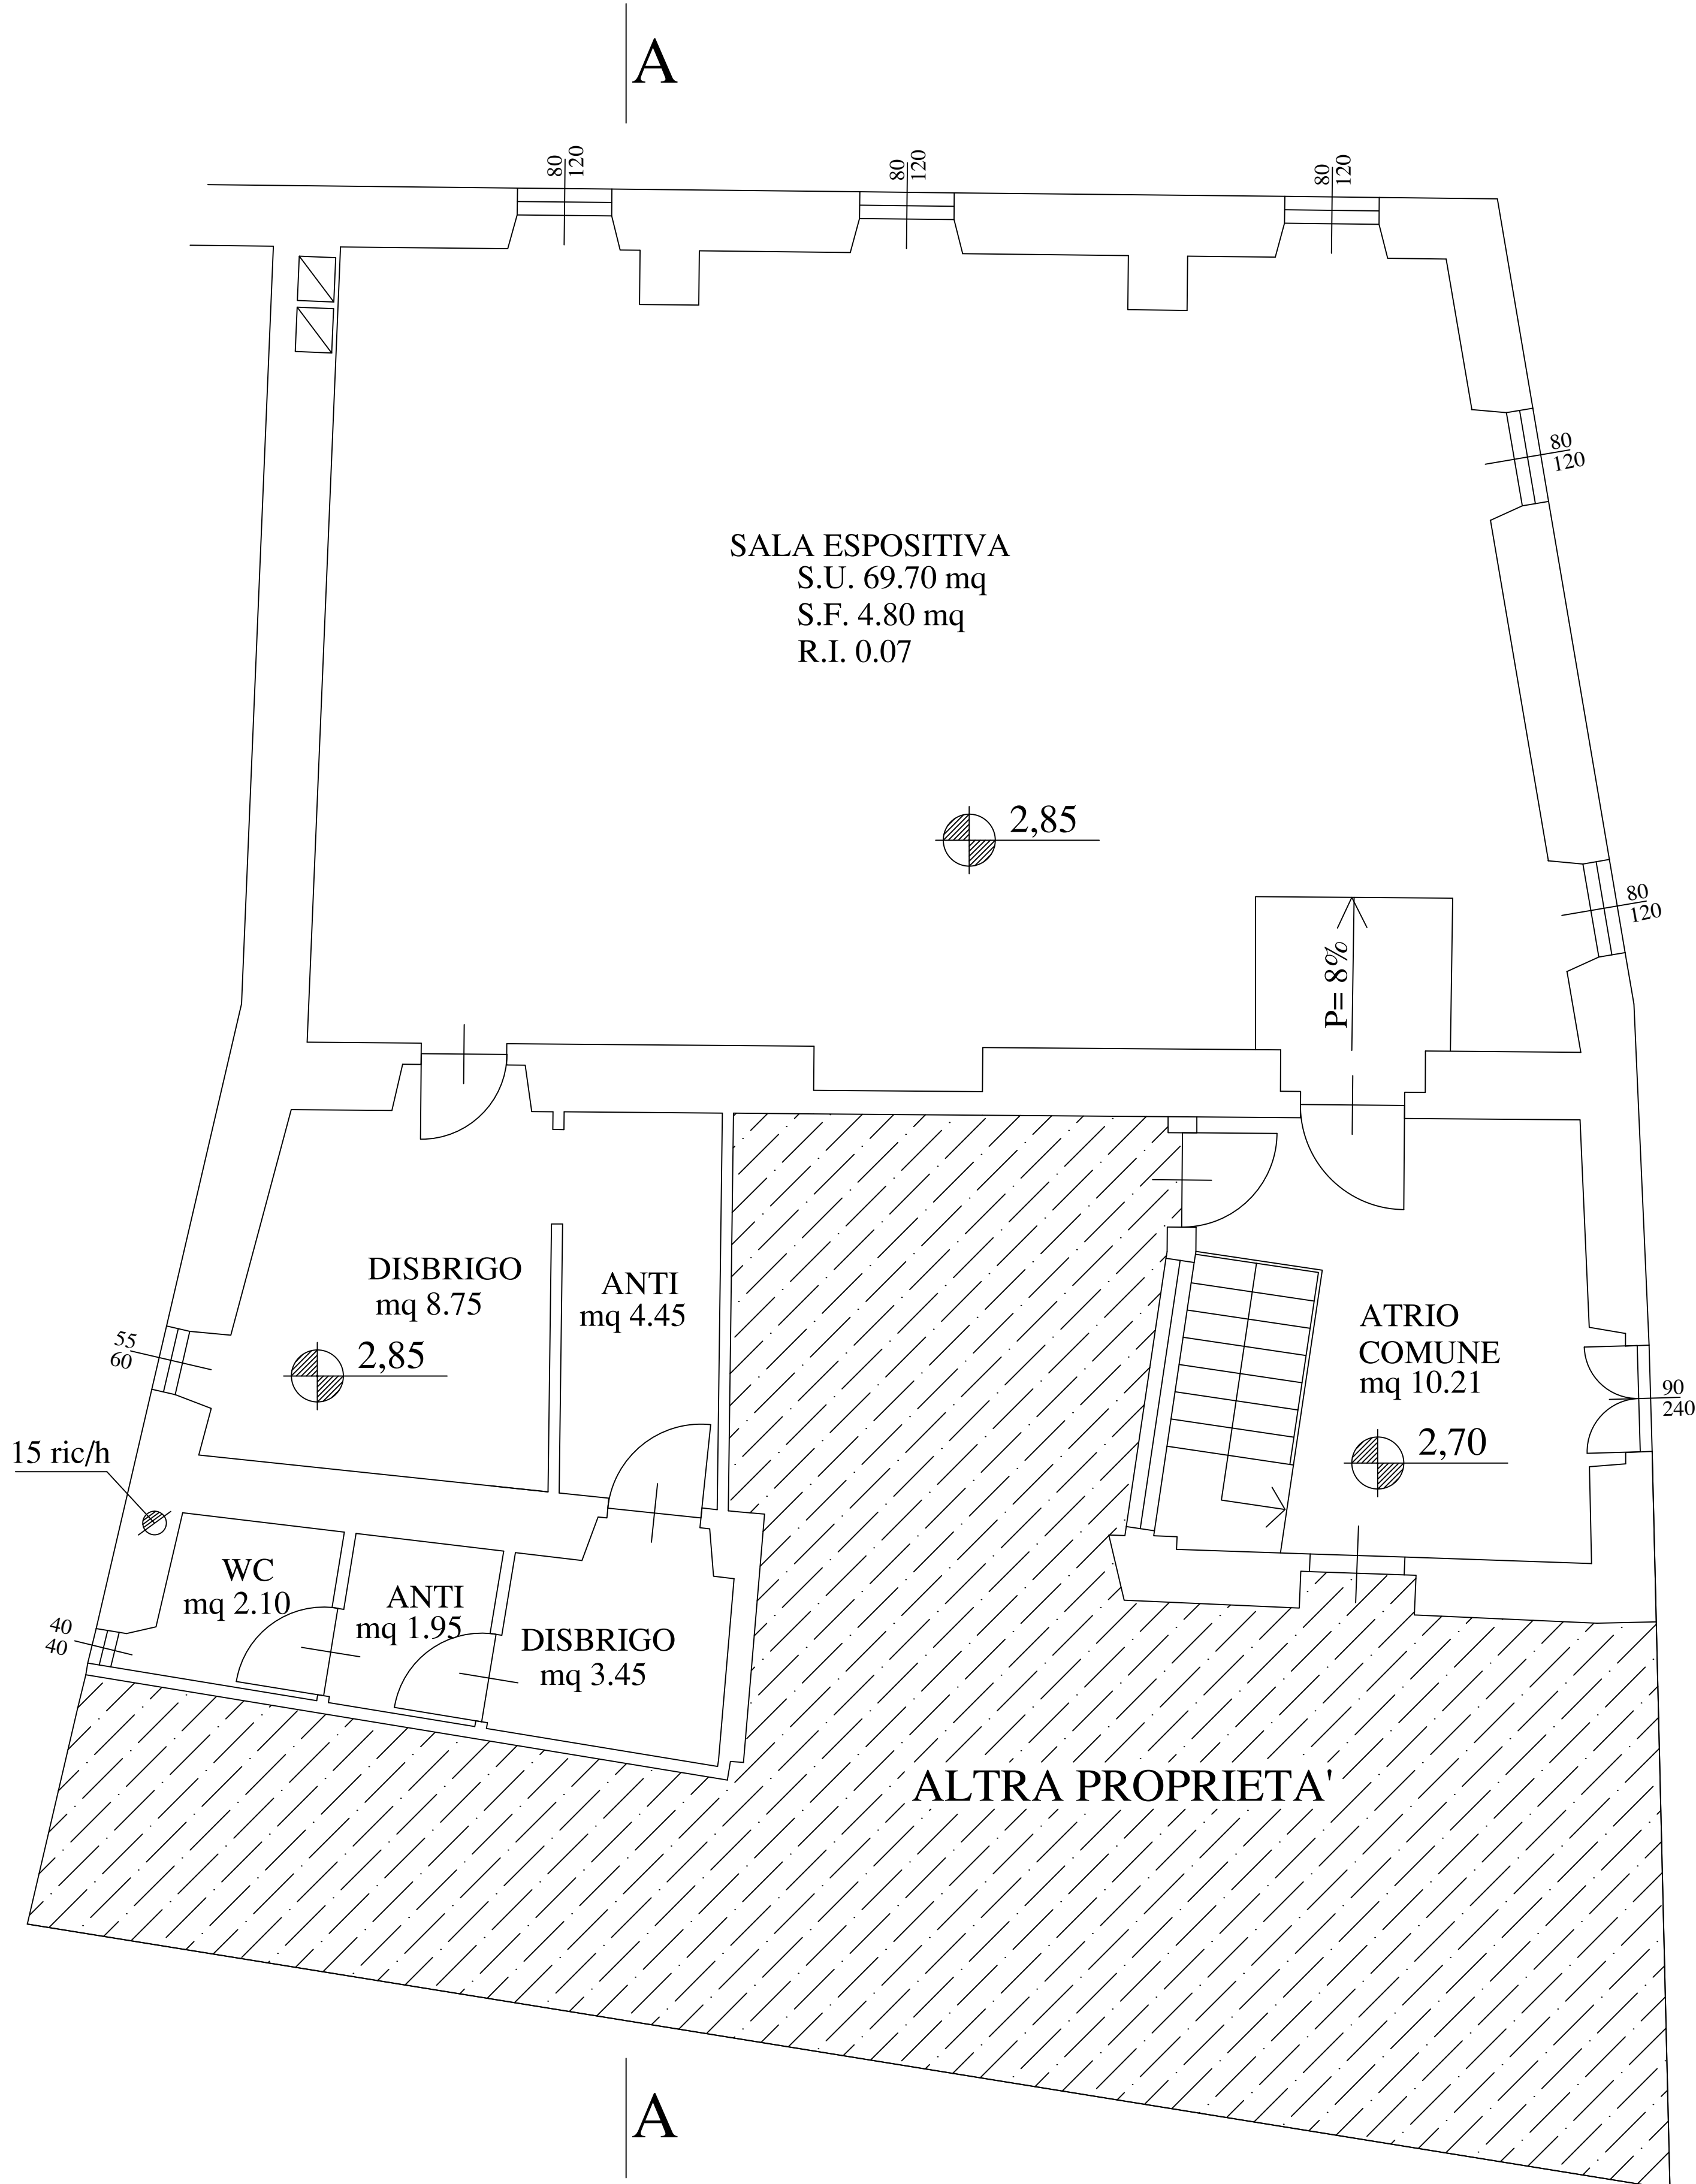 A
80
120
80
120
80
120
80
120
SALA ESPOSITIVA
S.U. 69.70 mq
S.F. 4.80 mq
R.I. 0.07
2,85
80
120
P= 8%
DISBRIGO
mq 8.75
ANTI
mq 4.45
2,85
55
60
ATRIO
COMUNE
mq 10.21
90
240
2,70
15 ric/h
WC
mq 2.10
ANTI
mq 1.95
40
40
DISBRIGO
mq 3.45
ALTRA PROPRIETA'
A